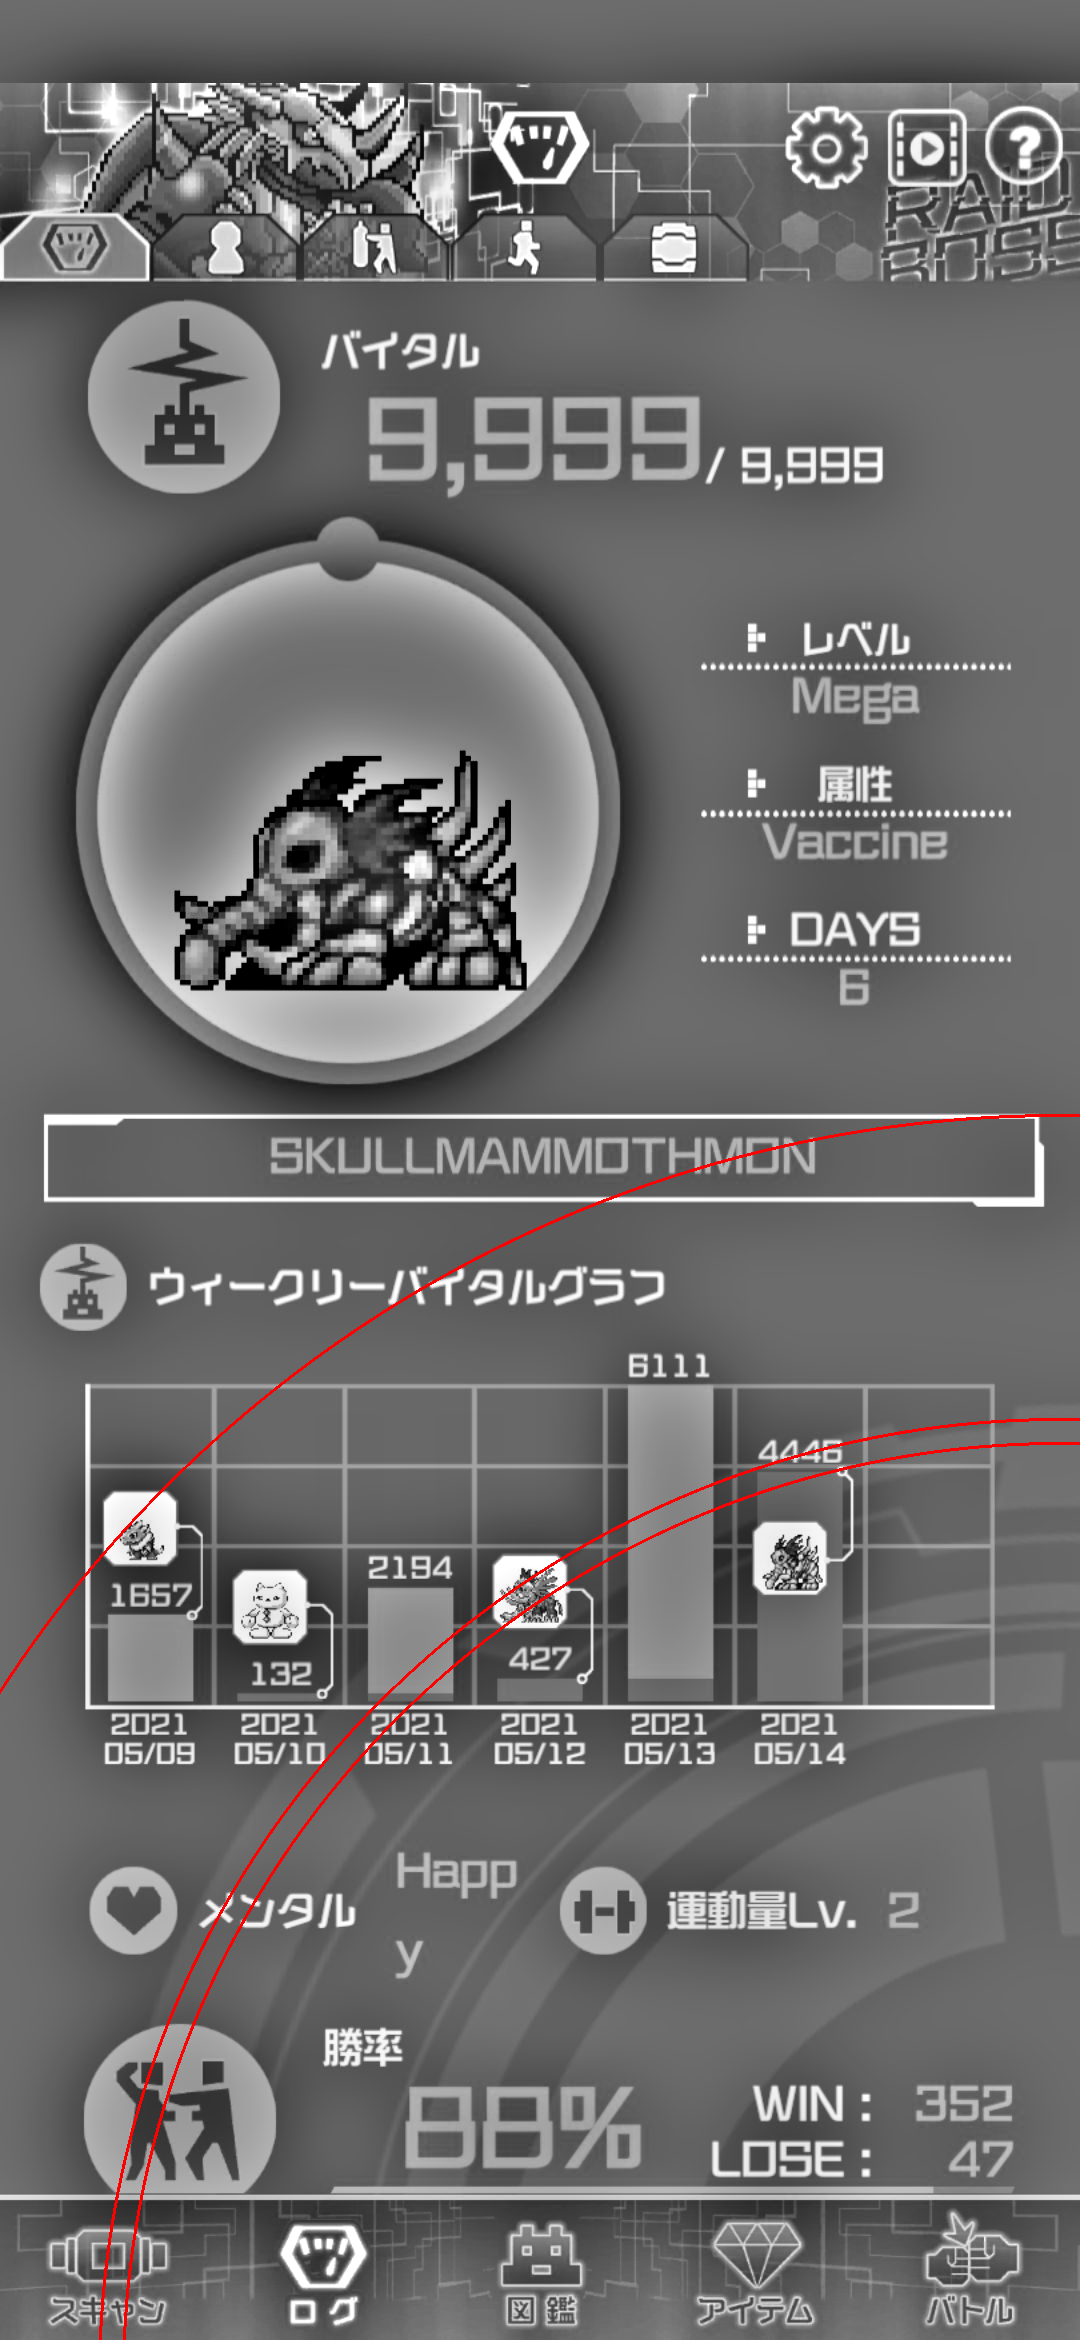 ?
RAID
BOSS
バイタル
9,999/ 9,999
レベル
Mega
属性
Vaccine
DAYS
6
SKULLMAMMOTHMON
ウィークリーバイタルグラフ
6111
4446
1657
2194
132
427
2021 2021 2021 2021 2021 2021
05/09 05/10 05/11 05/12 05/13 05/14
メンタル
Happ
y
運動量Lv. 2
勝率
88%
WIN : 352
LOSE : 47
スキャン ログ 図鑑 アイテム バトル